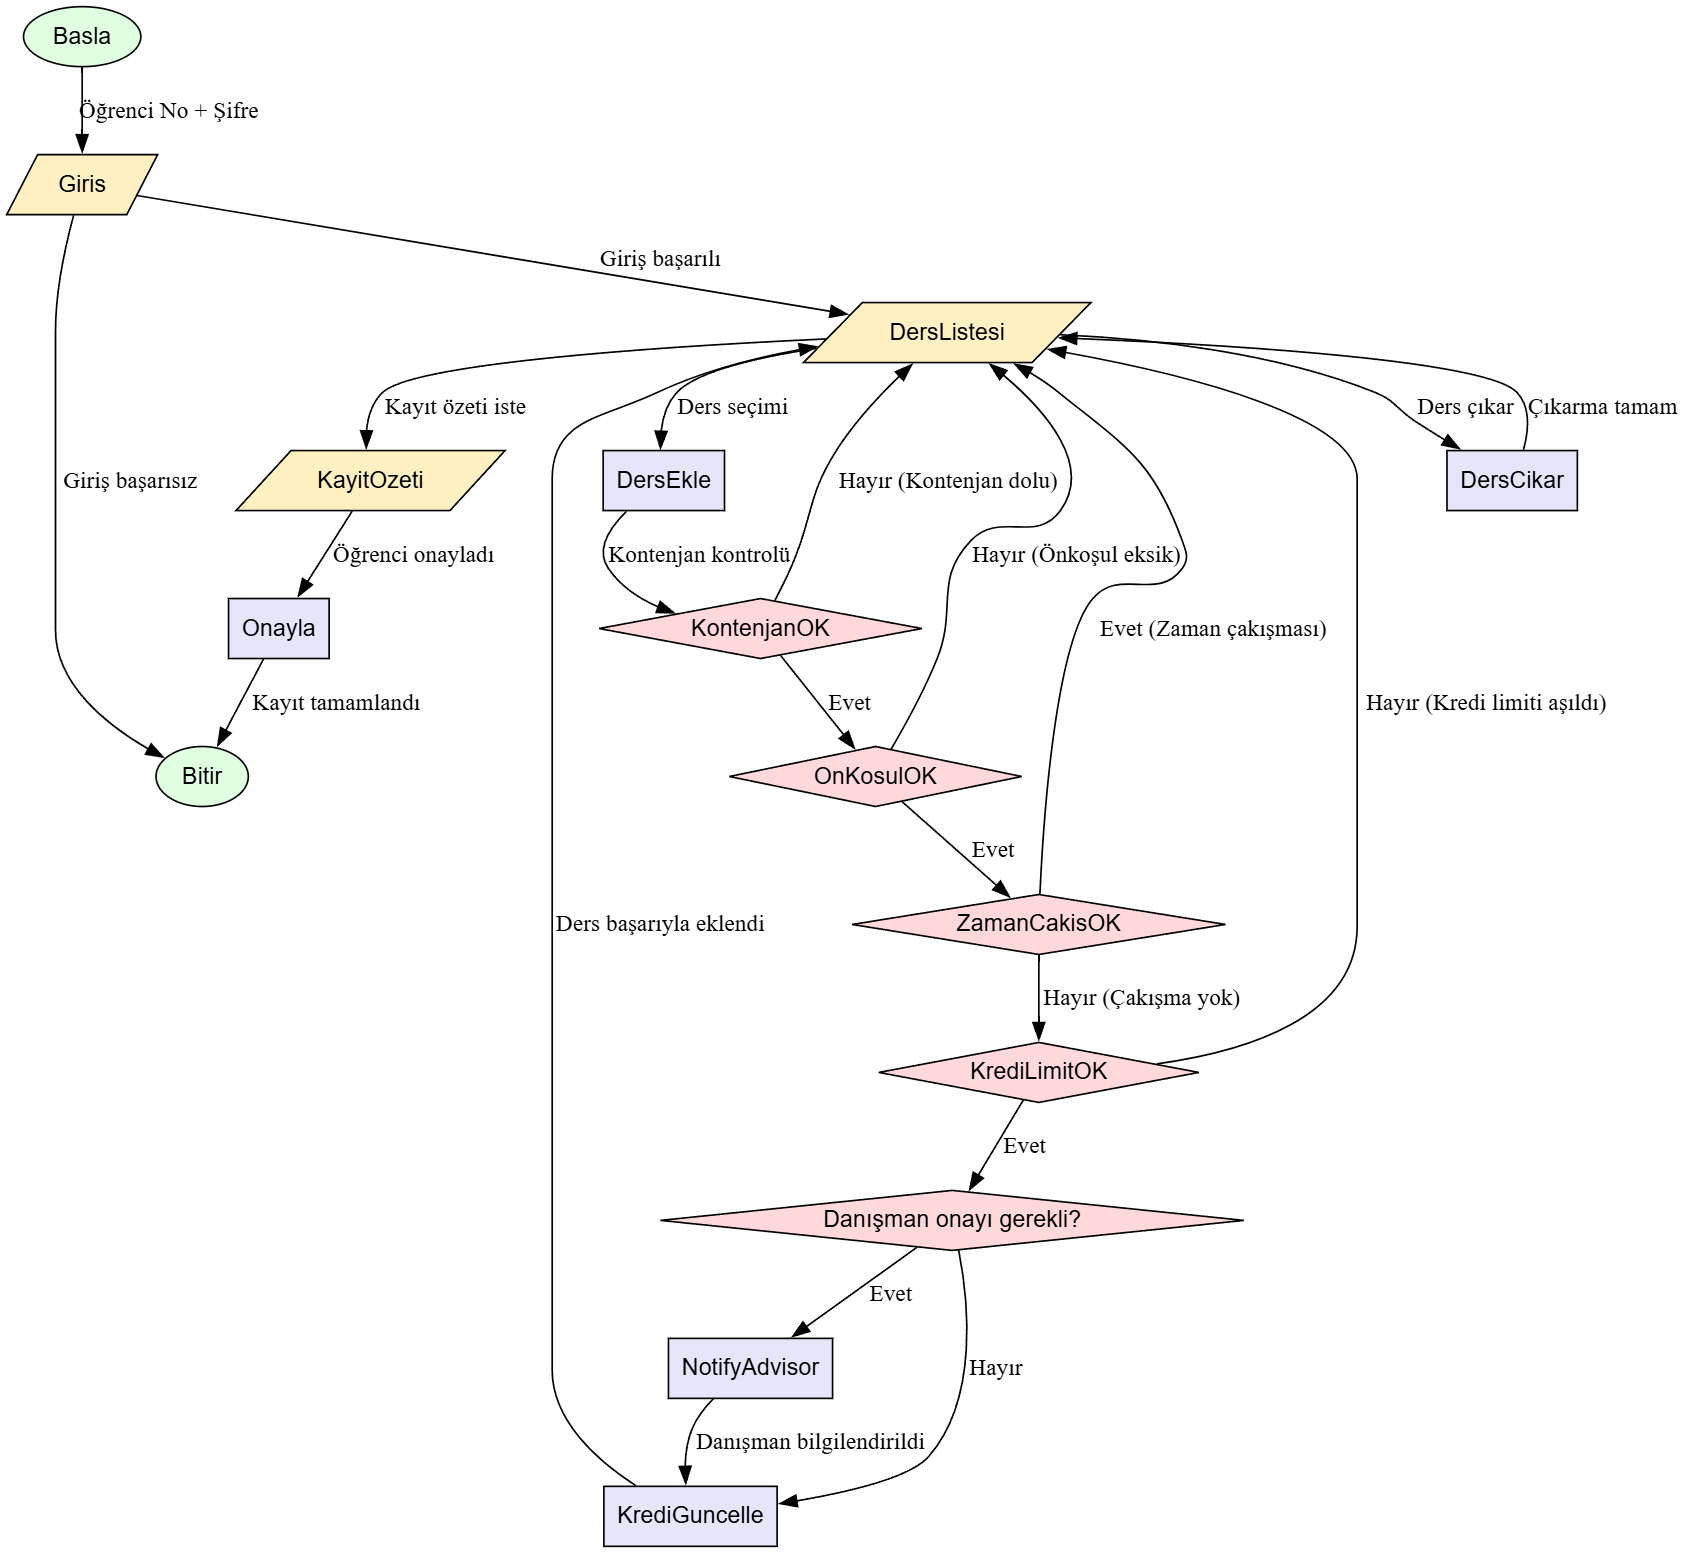 Basla
Öğrenci No + Şifre
Giris
Giriş başarılı
DersListesi
Kayıt özeti iste
Ders seçimi
Ders çıkar
Çıkarma tamam
Giriş başarısız
KayitOzeti
DersEkle
Hayır (Kontenjan dolu)
DersCikar
Öğrenci onayladı
Kontenjan kontrolü
Hayır (Önkoşul eksik)
Onayla
KontenjanOK
Evet (Zaman çakışması)
Kayıt tamamlandı
Evet
Hayır (Kredi limiti aşıldı)
Bitir
OnKosulOK
Evet
Ders başarıyla eklendi
ZamanCakisOK
Hayır (Çakışma yok)
KrediLimitOK
Evet
Danışman onayı gerekli?
Evet
NotifyAdvisor
Hayır
Danışman bilgilendirildi
KrediGuncelle